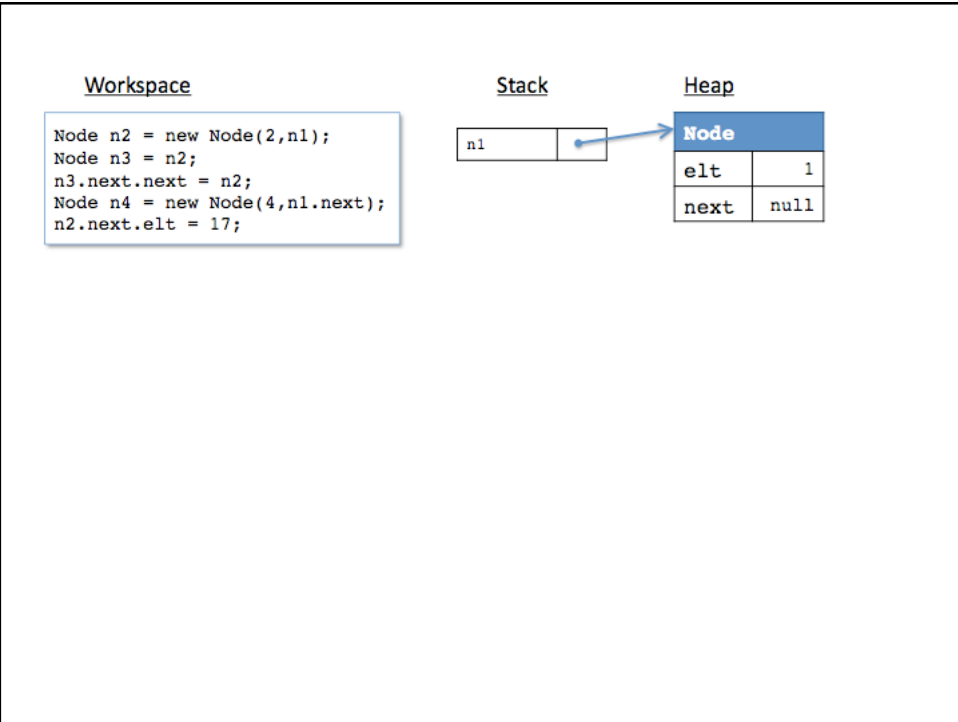 Workspace
Stack
Heap
Node n2 = new Node(2,n1);
Node n3 = n2;
n3.next.next = n2;
Node n4 = new Node(4,n1.next);
n2.next.elt = 17;
n1
Node
elt 1
next null